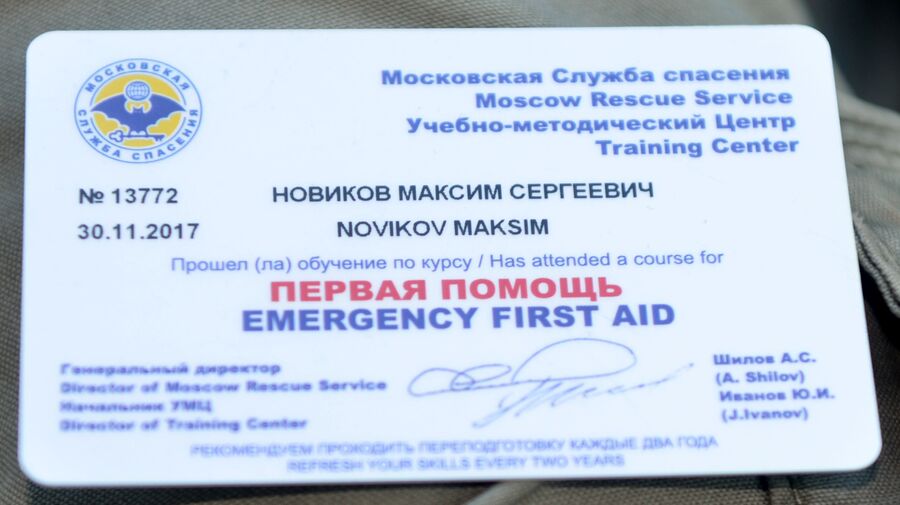 МОСКОВСКАЯ
СЛУЖБА СПАСЕНИЯ
Московская Служба спасения
Moscow Rescue Service
Учебно-методический Центр
Training Center
№ 13772
НОВИКОВ МАКСИМ СЕРГЕЕВИЧ
30.11.2017
NOVIKOV MAKSIM
Прошел (ла) обучение по курсу / Has attended a course for
ПЕРВАЯ ПОМОЩЬ
EMERGENCY FIRST AID
Генеральный директор
Director of Moscow Rescue Service
Начальник УМЦ
Director of Training Center
Шилов А.С.
(A. Shilov)
Иванов Ю.И.
(J.Ivanov)
РЕКОМЕНДУЕМ ПРОХОДИТЬ ПЕРЕПОДГОТОВКУ КАЖДЫЕ ДВА ГОДА
REFRESH YOUR SKILLS EVERY TWO YEARS